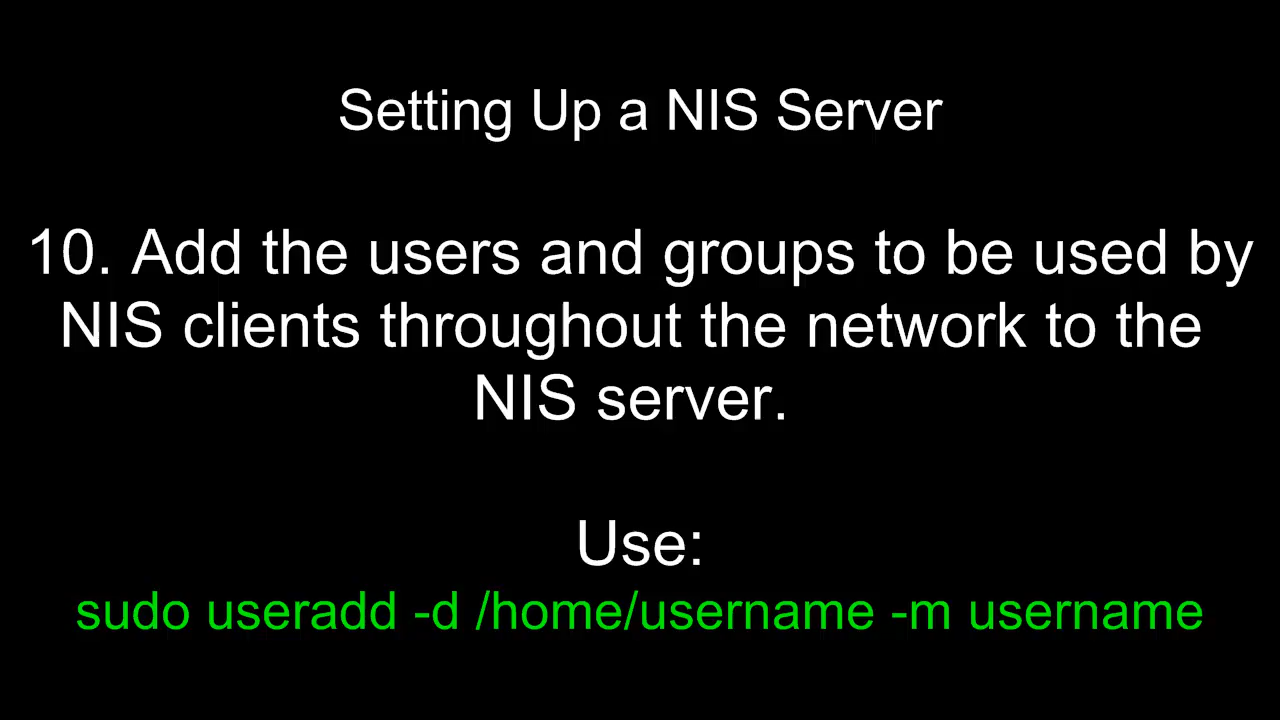 Setting Up a NIS Server
10. Add the users and groups to be used by
NIS clients throughout the network to the
NIS server.
Use:
sudo useradd -d /home/username -m username